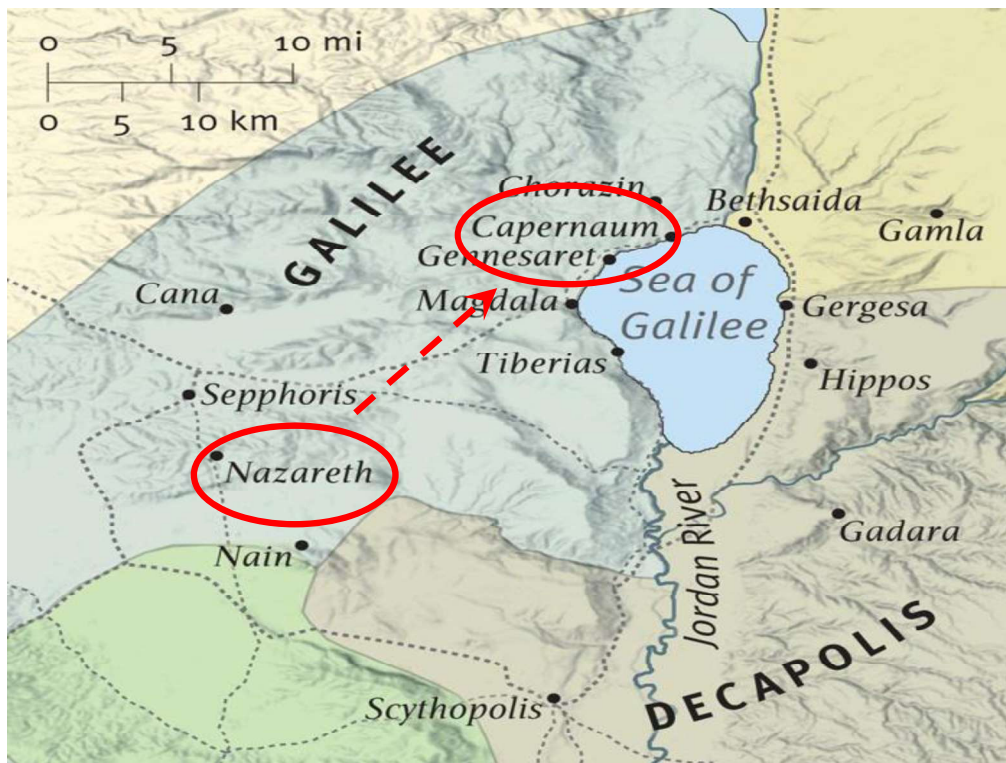 0 5 10 mi
0 5 10 km
GALILEE
Chorazin
Capernaum
Bethsaida
Gamla
Gennesaret
Cana
Magdala
Sea of
Galilee
Gergesa
Tiberias
Hippos
Sepphoris
Nazareth
Nain
Jordan River
Gadara
DECAPOLIS
Scythopolis